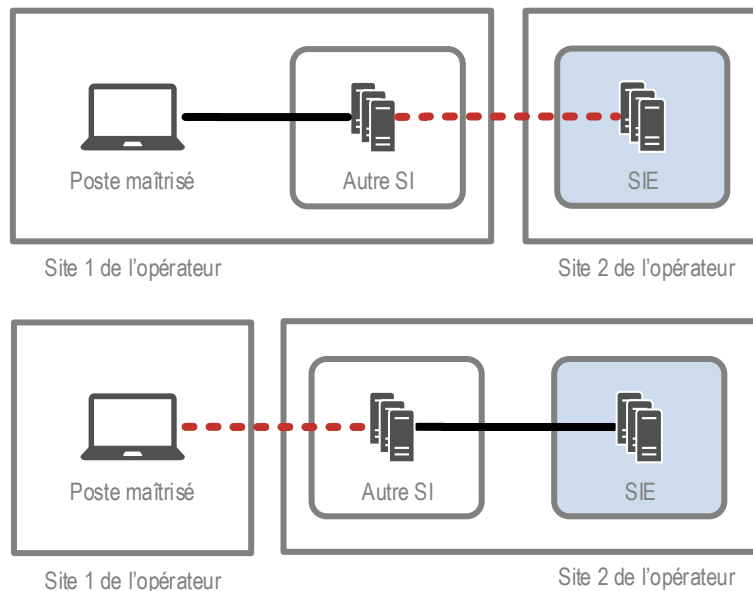 Poste maîtrisé
Autre SI
SIE
Site 1 de l'opérateur
Site 2 de l'opérateur
Poste maîtrisé
Autre SI
SIE
Site 1 de l'opérateur
Site 2 de l'opérateur